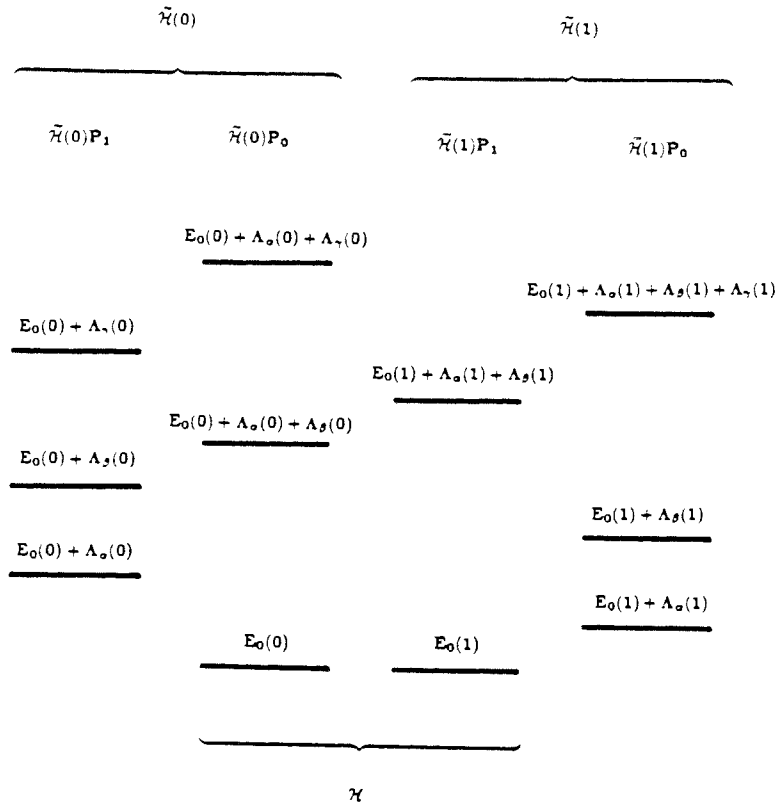 ℋ̃(0)
ℋ̃(1)
ℋ̃(0)P₁
ℋ̃(0)P₀
ℋ̃(1)P₁
ℋ̃(1)P₀
E₀(0) + Λ_α(0) + Λ_γ(0)
E₀(1) + Λ_α(1) + Λ_β(1) + Λ_γ(1)
E₀(0) + Λ_γ(0)
E₀(1) + Λ_α(1) + Λ_β(1)
E₀(0) + Λ_α(0) + Λ_β(0)
E₀(0) + Λ_β(0)
E₀(1) + Λ_β(1)
E₀(0) + Λ_α(0)
E₀(1) + Λ_α(1)
E₀(0)
E₀(1)
ℋ